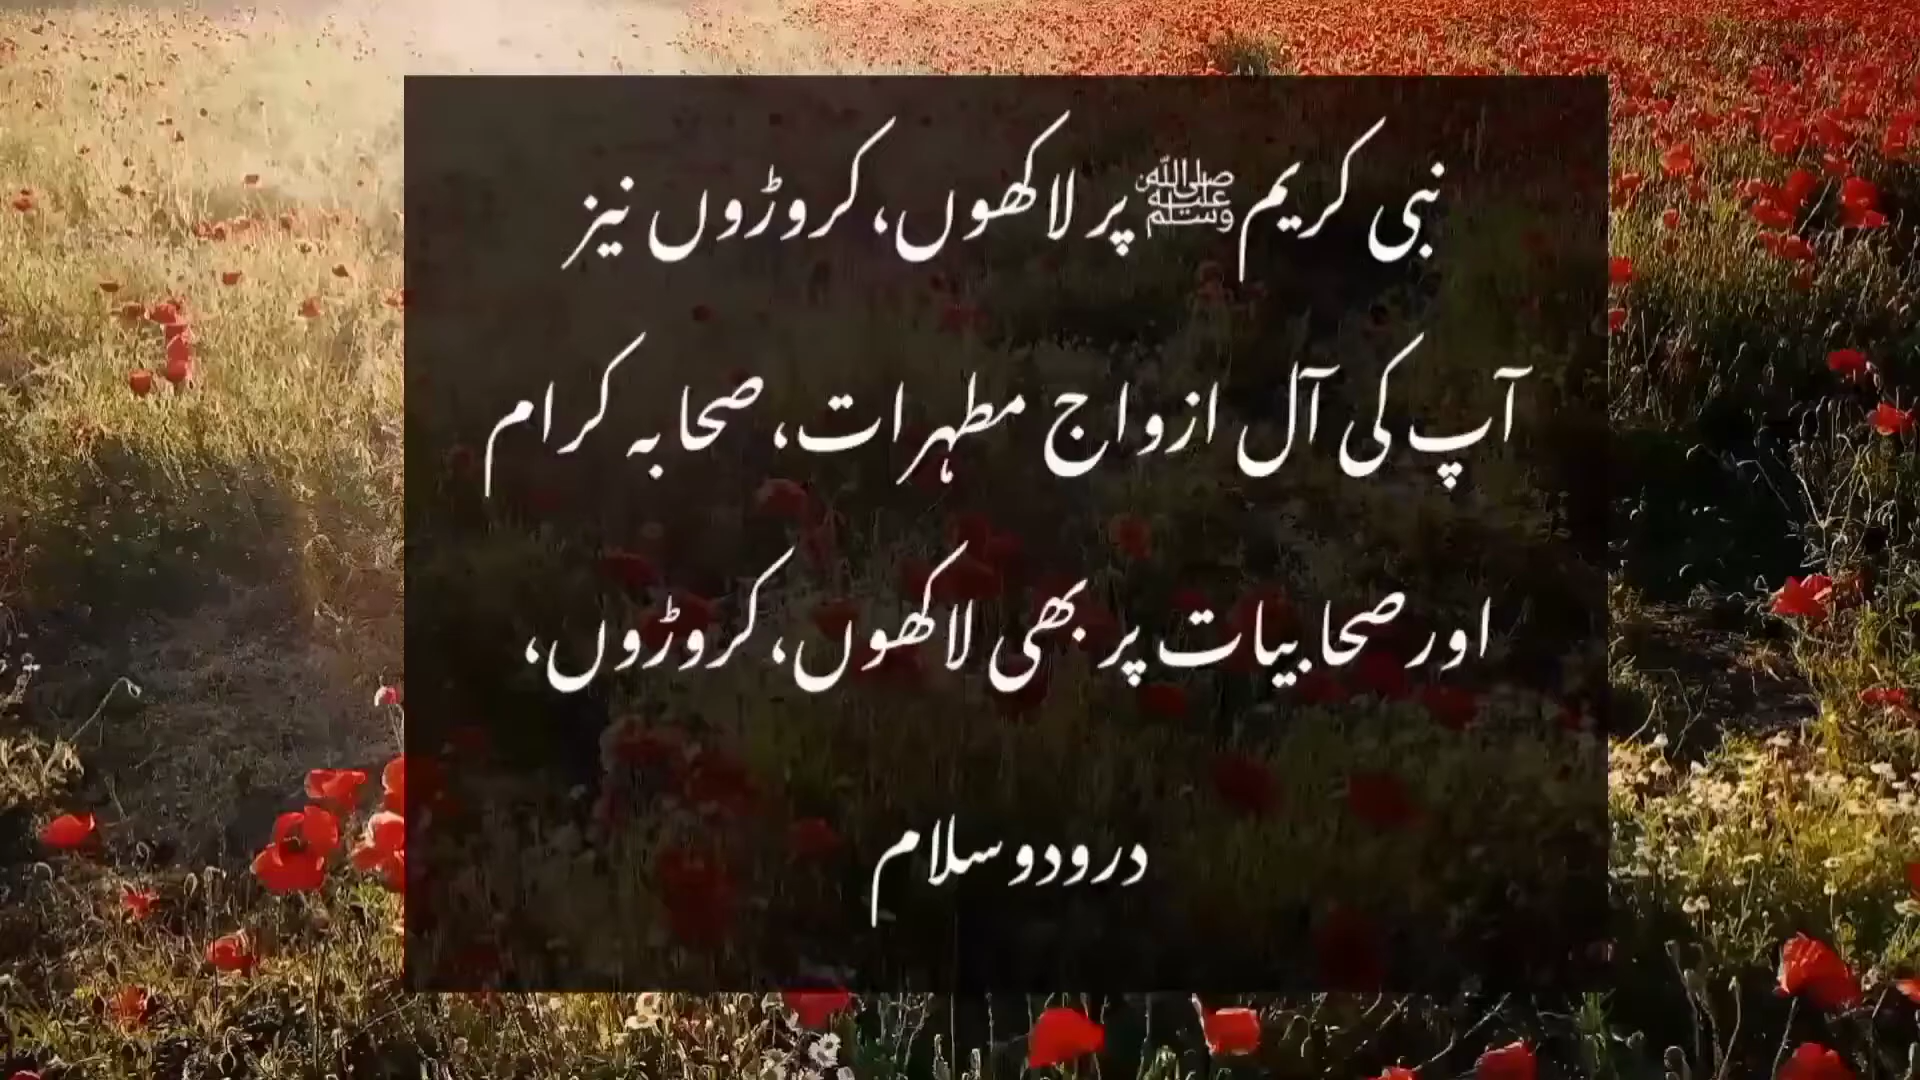 نبی کریم ﷺ پر لاکھوں، کروڑوں نیز
آپ کی آل ازواج مطہرات، صحابہ کرام
اور صحابیات پر بھی لاکھوں، کروڑوں،
درود و سلام